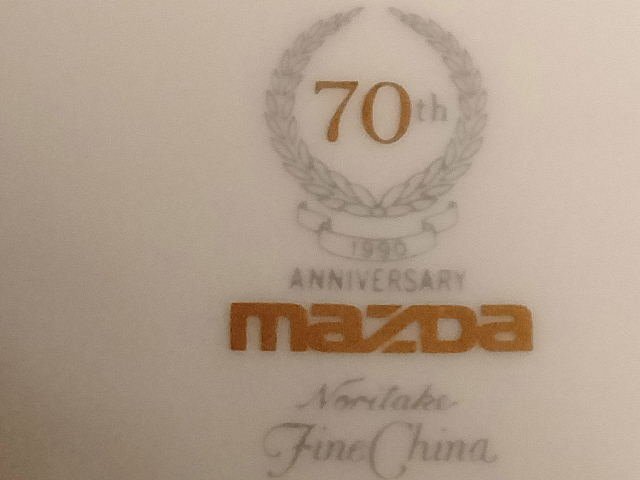 70th
1990
ANNIVERSARY
mazda
Noritake
Fine China